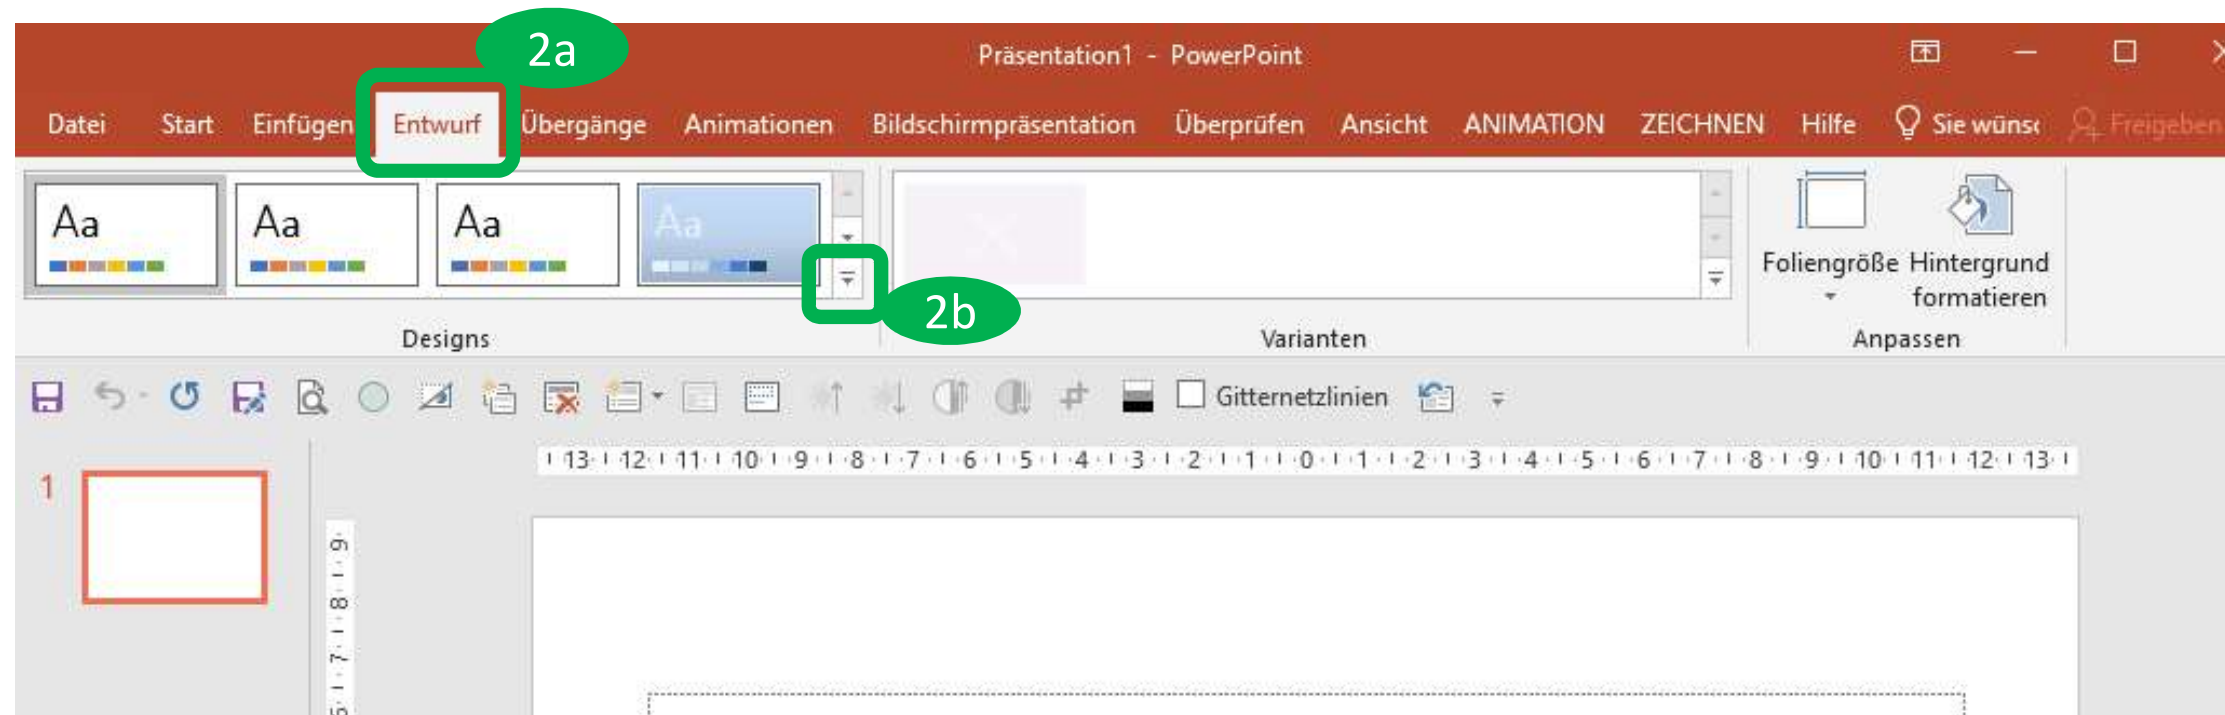 2a
Präsentation1 - PowerPoint
Datei Start Einfügen Entwurf Übergänge Animationen Bildschirmpräsentation Überprüfen Ansicht ANIMATION ZEICHNEN Hilfe Sie wünsc Freigeben
Aa Aa Aa Aa
2b
Foliengröße Hintergrund
formatieren
Designs Varianten Anpassen
Gitternetzlinien
13 12 11 10 9 8 7 6 5 4 3 2 1 0 1 2 3 4 5 6 7 8 9 10 11 12 13
1
9
8
7